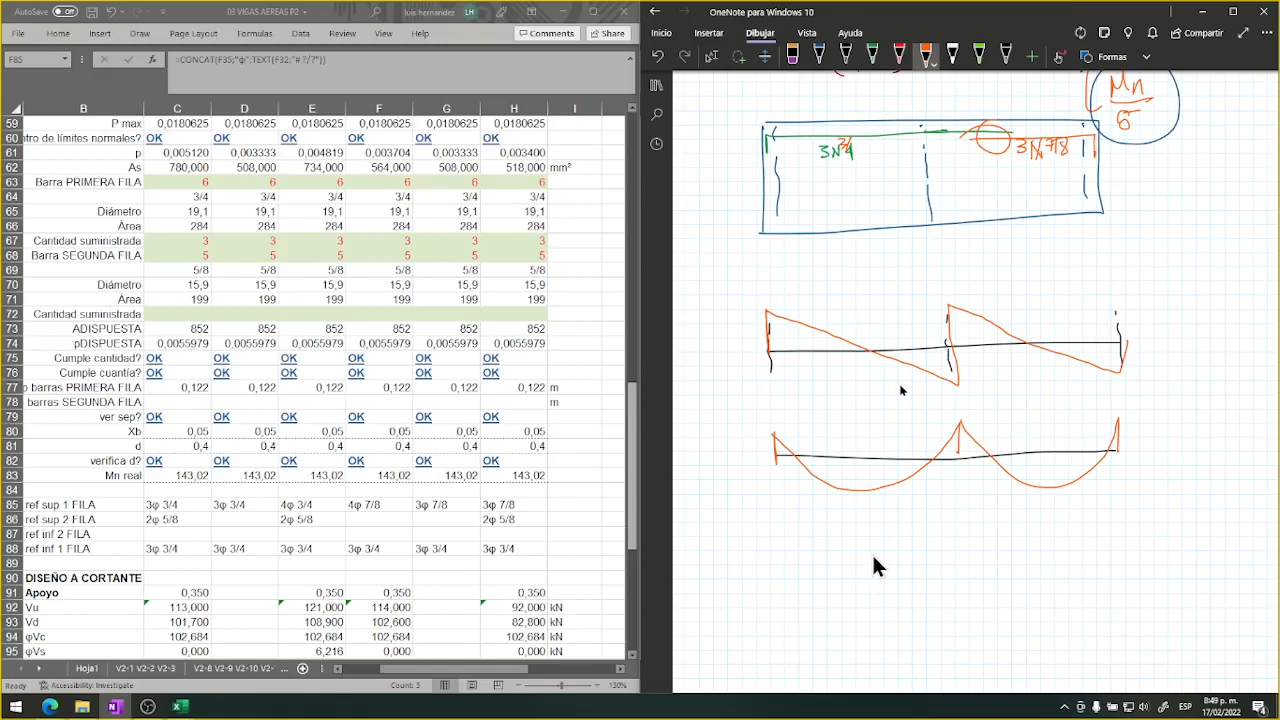 AutoSave Off 03 VIGAS AEREAS P2 luis hernandez LH
File Home Insert Draw Page Layout Formulas Data Review View Comments Share
F85 =CONCAT(F35;"φ";TEXT(F32;"# ?/?"))
B C D E F G H I
59 P max 0,0180625 0,0180625 0,0180625 0,0180625 0,0180625 0,0180625
60 ntro de límites normales? OK OK OK OK OK OK
61 p 0,005120 0,003333 0,004819 0,003704 0,003333 0,003400
62 As 780,000 508,000 734,000 564,000 508,000 518,000 mm²
63 Barra PRIMERA FILA 6 6 6 6 6 6
64 3/4 3/4 3/4 3/4 3/4 3/4
65 Diámetro 19,1 19,1 19,1 19,1 19,1 19,1
66 Área 284 284 284 284 284 284
67 Cantidad suministrada 3 3 3 3 3 3
68 Barra SEGUNDA FILA 5 5 5 5 5 5
69 5/8 5/8 5/8 5/8 5/8 5/8
70 Diámetro 15,9 15,9 15,9 15,9 15,9 15,9
71 Área 199 199 199 199 199 199
72 Cantidad suministrada
73 ADISPUESTA 852 852 852 852 852 852
74 pDISPUESTA 0,0055979 0,0055979 0,0055979 0,0055979 0,0055979 0,0055979
75 Cumple cantidad? OK OK OK OK OK OK
76 Cumple cuantía? OK OK OK OK OK OK
77 barras PRIMERA FILA 0,122 0,122 0,122 0,122 0,122 0,122 m
78 barras SEGUNDA FILA m
79 ver sep? OK OK OK OK OK OK
80 Xb 0,05 0,05 0,05 0,05 0,05 0,05
81 d 0,4 0,4 0,4 0,4 0,4 0,4
82 verifica d? OK OK OK OK OK OK
83 Mn real 143,02 143,02 143,02 143,02 143,02 143,02
84
85 ref sup 1 FILA 3φ 3/4 3φ 3/4 4φ 3/4 4φ 7/8 3φ 7/8 3φ 7/8
86 ref sup 2 FILA 2φ 5/8 2φ 5/8 2φ 5/8
87 ref inf 2 FILA
88 ref inf 1 FILA 3φ 3/4 3φ 3/4 3φ 3/4 3φ 3/4 3φ 3/4 3φ 3/4
89
90 DISEÑO A CORTANTE
91 Apoyo 0,350 0,350 0,350 0,350
92 Vu 113,000 121,000 114,000 92,000 kN
93 Vd 101,700 108,900 102,600 82,800 kN
94 φVc 102,684 102,684 102,684 102,684 kN
95 φVs 0,000 6,216 0,000 0,000 kN
Hoja1 V2-1 V2-2 V2-3 V2-8 V2-9 V2-10 V2- ...
Ready Accessibility: Investigate Count: 3 130%
OneNote para Windows 10
Inicio Insertar Dibujar Vista Ayuda Compartir
Formas
Mn
3N 3/4
3N 7/8
ESP 8:49 p. m.
17/02/2022 4